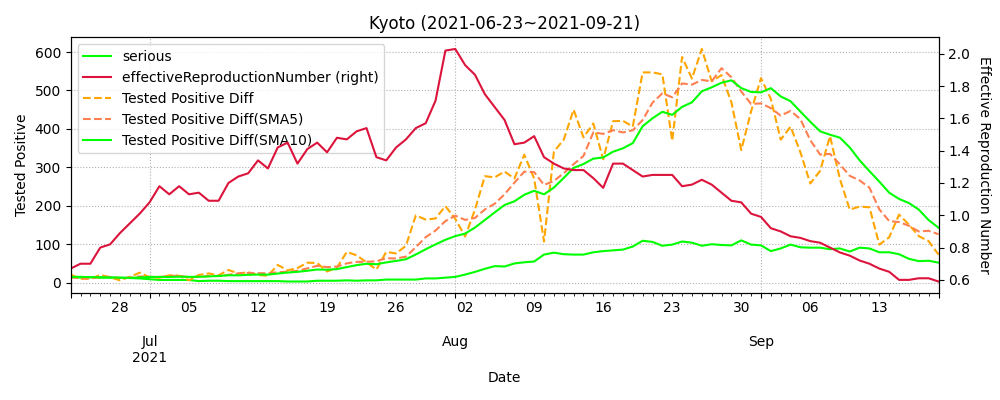 Kyoto (2021-06-23~2021-09-21)
serious
effectiveReproductionNumber (right)
Tested Positive Diff
Tested Positive Diff(SMA5)
Tested Positive Diff(SMA10)
Tested Positive
600
500
400
300
200
100
0
2.0
1.8
1.6
1.4
1.2
1.0
0.8
0.6
Effective Reproduction Number
28 05 12 19 26 02 09 16 23 30 06 13
Jul Aug Sep
2021
Date